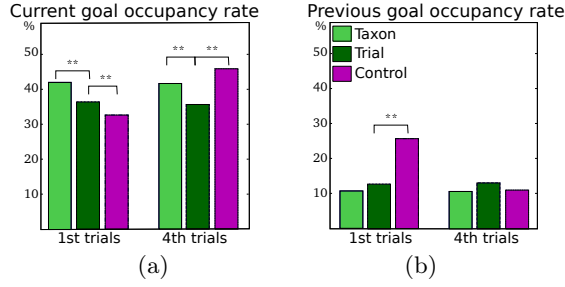 Current goal occupancy rate
%
50
40
30
20
10
** ** ** **
1st trials 4th trials
(a)
Previous goal occupancy rate
%
50
40
30
20
10
Taxon
Trial
Control
**
1st trials 4th trials
(b)